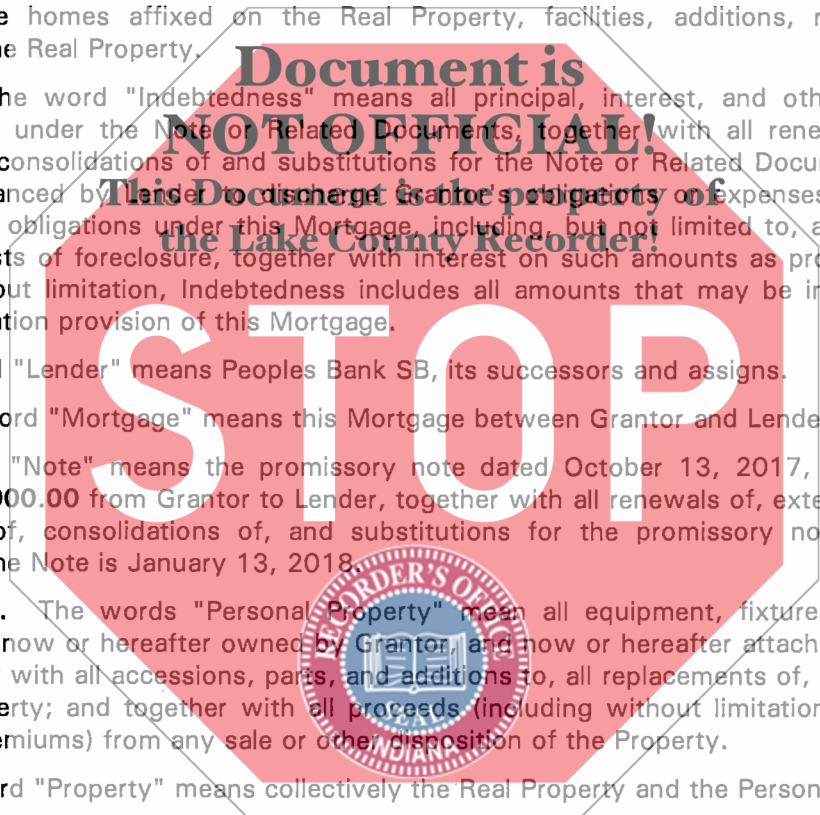 e homes affixed on the Real Property, facilities, additions, r
e Real Property.
Document is
he word "Indebtedness" means all principal, interest, and oth
NOT OFFICIAL!
under the Note or Related Documents, together with all rene
consolidations of and substitutions for the Note or Related Docu
This Document is the property of
anced by Lender to discharge Grantor's obligations or expenses
obligations under this Mortgage, including, but not limited to, a
the Lake County Recorder!
ts of foreclosure, together with interest on such amounts as pro
out limitation, Indebtedness includes all amounts that may be in
tion provision of this Mortgage.
STOP
"Lender" means Peoples Bank SB, its successors and assigns.
ord "Mortgage" means this Mortgage between Grantor and Lende
"Note" means the promissory note dated October 13, 2017,
000.00 from Grantor to Lender, together with all renewals of, exte
of, consolidations of, and substitutions for the promissory no
e Note is January 13, 2018.
RECORDER'S OFFICE
. The words "Personal Property" mean all equipment, fixture
now or hereafter owned by Grantor, and now or hereafter attach
with all accessions, parts, and additions to, all replacements of,
erty; and together with all proceeds (including without limitation
SEAL
emiums) from any sale or other disposition of the Property.
INDIANA
rd "Property" means collectively the Real Property and the Person